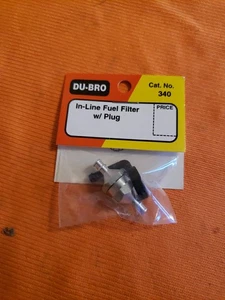 DU-BRO
Cat. No.
340
In-Line Fuel Filter
w/ Plug
PRICE